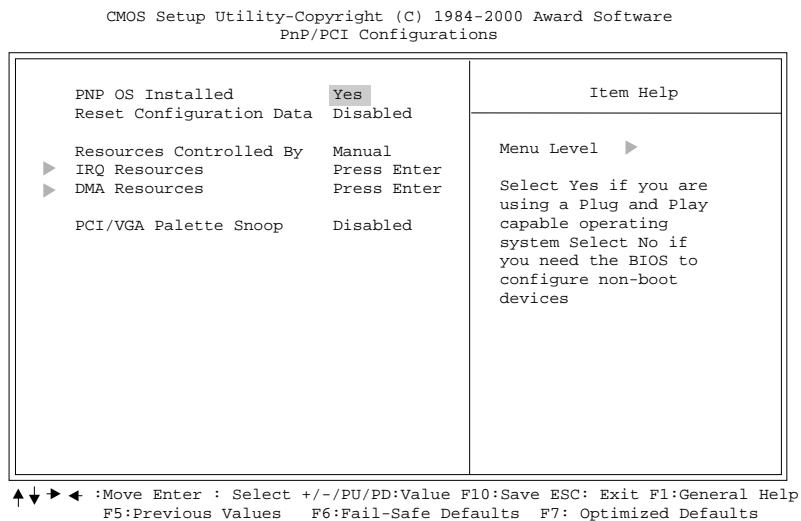 CMOS Setup Utility-Copyright (C) 1984-2000 Award Software
PnP/PCI Configurations
PNP OS Installed Yes
Reset Configuration Data Disabled
Resources Controlled By Manual
IRQ Resources Press Enter
DMA Resources Press Enter
PCI/VGA Palette Snoop Disabled
Item Help
Menu Level
Select Yes if you are
using a Plug and Play
capable operating
system Select No if
you need the BIOS to
configure non-boot
devices
:Move Enter : Select +/-/PU/PD:Value F10:Save ESC: Exit F1:General Help
F5:Previous Values F6:Fail-Safe Defaults F7: Optimized Defaults